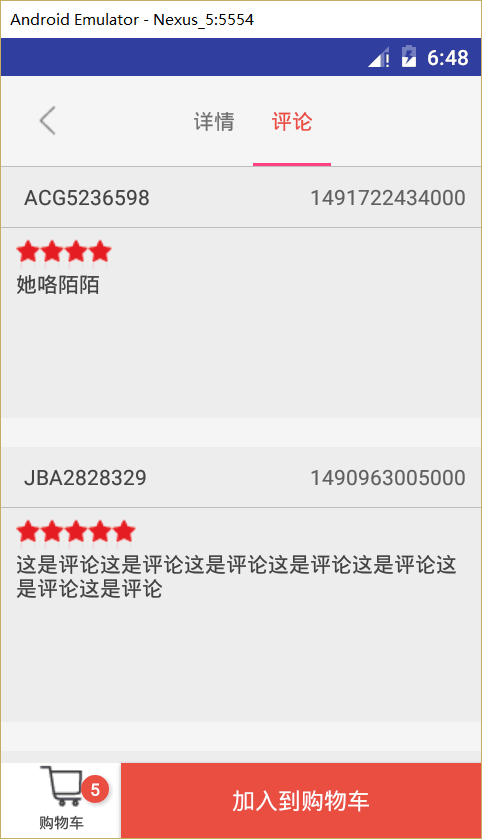 Android Emulator - Nexus_5:5554
6:48
详情 评论
ACG5236598 1491722434000
她咯陌陌
JBA2828329 1490963005000
这是评论这是评论这是评论这是评论这是评论这
是评论这是评论
5
购物车 加入到购物车